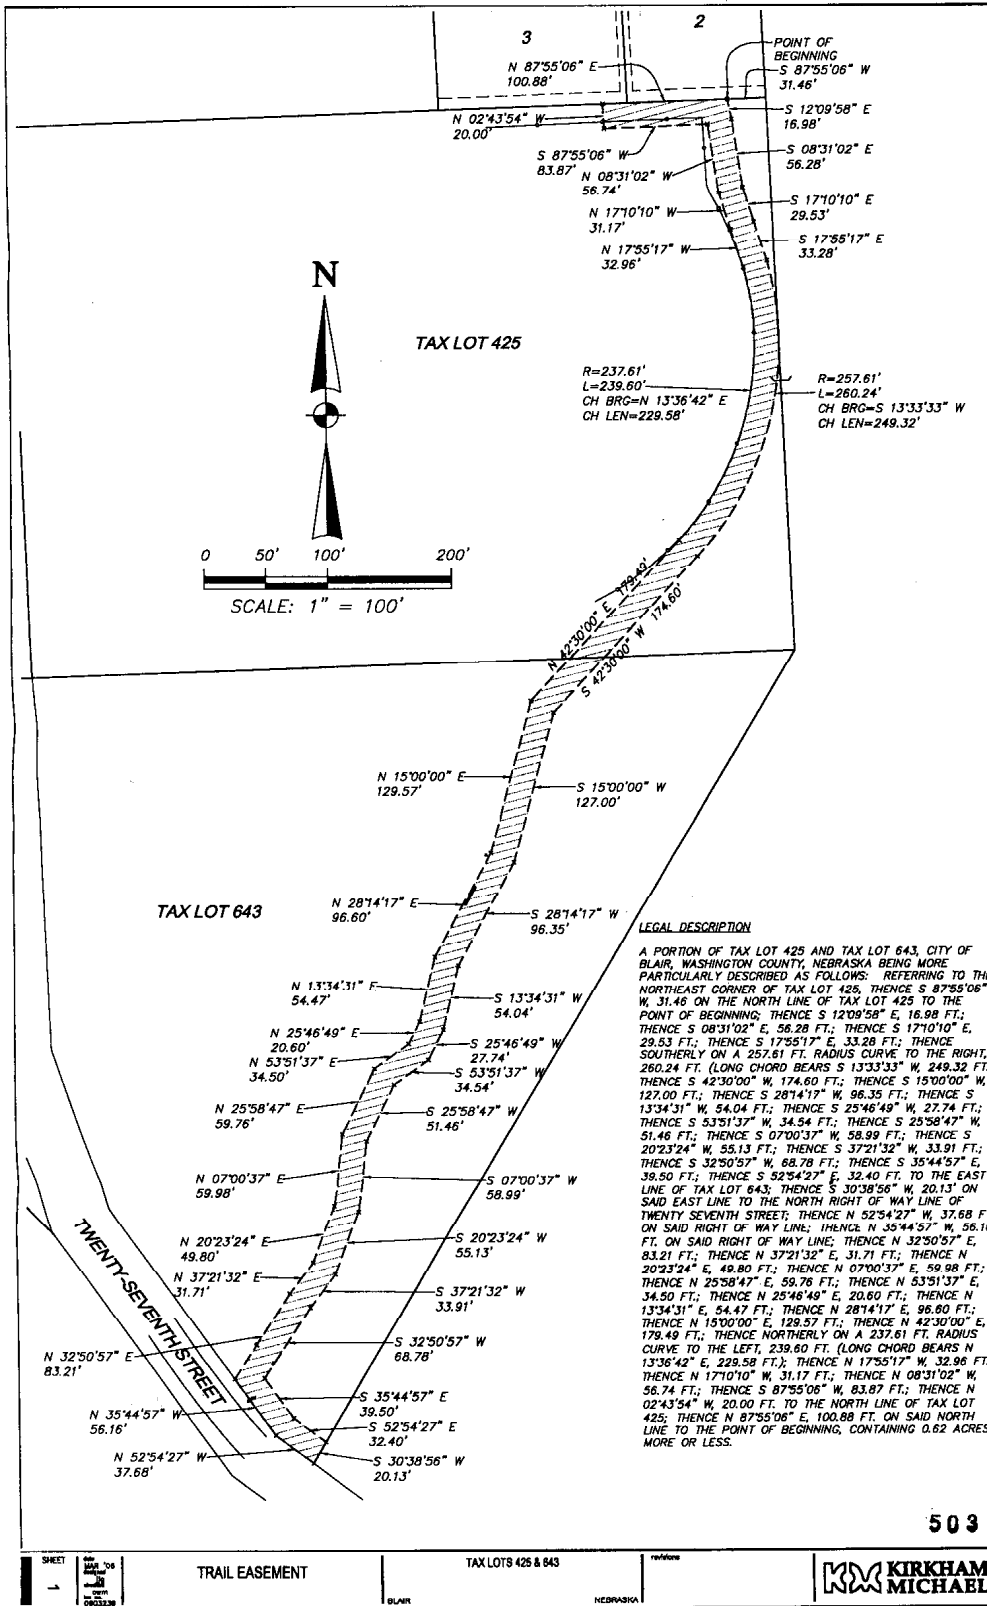 3
2
POINT OF
BEGINNING
N 87°55'06" E
100.88'
S 87°55'06" W
31.46'
N 02°43'54" W
20.00'
S 12°09'58" E
16.98'
S 87°55'06" W
83.87'
S 08°31'02" E
56.28'
N 08°31'02" W
56.74'
S 17°10'10" E
29.53'
N 17°10'10" W
31.17'
S 17°55'17" E
33.28'
N 17°55'17" W
32.96'
N
TAX LOT 425
R=237.61'
L=239.60'
CH BRG=N 13°36'42" E
CH LEN=229.58'
R=257.61'
L=260.24'
CH BRG=S 13°33'33" W
CH LEN=249.32'
0 50' 100' 200'
SCALE: 1" = 100'
N 42°30'00" E 179.49'
S 42°30'00" W 174.60'
N 15°00'00" E
129.57'
S 15°00'00" W
127.00'
TAX LOT 643
N 28°14'17" E
96.60'
S 28°14'17" W
96.35'
N 13°34'31" E
54.47'
S 13°34'31" W
54.04'
N 25°46'49" E
20.60'
S 25°46'49" W
27.74'
N 53°51'37" E
34.50'
S 53°51'37" W
34.54'
N 25°58'47" E
59.76'
S 25°58'47" W
51.46'
N 07°00'37" E
59.98'
S 07°00'37" W
58.99'
N 20°23'24" E
49.80'
S 20°23'24" W
55.13'
N 37°21'32" E
31.71'
S 37°21'32" W
33.91'
N 32°50'57" E
83.21'
S 32°50'57" W
68.78'
N 35°44'57" W
56.16'
S 35°44'57" E
39.50'
S 52°54'27" E
32.40'
N 52°54'27" W
37.68'
S 30°38'56" W
20.13'
TWENTY-SEVENTH STREET
LEGAL DESCRIPTION
A PORTION OF TAX LOT 425 AND TAX LOT 643, CITY OF
BLAIR, WASHINGTON COUNTY, NEBRASKA BEING MORE
PARTICULARLY DESCRIBED AS FOLLOWS: REFERRING TO THE
NORTHEAST CORNER OF TAX LOT 425, THENCE S 87°55'06"
W, 31.46 ON THE NORTH LINE OF TAX LOT 425 TO THE
POINT OF BEGINNING; THENCE S 12°09'58" E, 16.98 FT.;
THENCE S 08°31'02" E, 56.28 FT.; THENCE S 17°10'10" E,
29.53 FT.; THENCE S 17°55'17" E, 33.28 FT.; THENCE
SOUTHERLY ON A 257.61 FT. RADIUS CURVE TO THE RIGHT,
260.24 FT. (LONG CHORD BEARS S 13°33'33" W, 249.32 FT.
THENCE S 42°30'00" W, 174.60 FT.; THENCE S 15°00'00" W,
127.00 FT.; THENCE S 28°14'17" W, 96.35 FT.; THENCE S
13°34'31" W, 54.04 FT.; THENCE S 25°46'49" W, 27.74 FT.;
THENCE S 53°51'37" W, 34.54 FT.; THENCE S 25°58'47" W,
51.46 FT.; THENCE S 07°00'37" W, 58.99 FT.; THENCE S
20°23'24" W, 55.13 FT.; THENCE S 37°21'32" W, 33.91 FT.;
THENCE S 32°50'57" W, 68.78 FT.; THENCE S 35°44'57" E,
39.50 FT.; THENCE S 52°54'27" E, 32.40 FT. TO THE EAST
LINE OF TAX LOT 643; THENCE S 30°38'56" W, 20.13' ON
SAID EAST LINE TO THE NORTH RIGHT OF WAY LINE OF
TWENTY SEVENTH STREET; THENCE N 52°54'27" W, 37.68 F
ON SAID RIGHT OF WAY LINE; THENCE N 35°44'57" W, 56.16
FT. ON SAID RIGHT OF WAY LINE; THENCE N 32°50'57" E,
83.21 FT.; THENCE N 37°21'32" E, 31.71 FT.; THENCE N
20°23'24" E, 49.80 FT.; THENCE N 07°00'37" E, 59.98 FT.;
THENCE N 25°58'47" E, 59.76 FT.; THENCE N 53°51'37" E,
34.50 FT.; THENCE N 25°46'49" E, 20.60 FT.; THENCE N
13°34'31" E, 54.47 FT.; THENCE N 28°14'17' E, 96.60 FT.;
THENCE N 15°00'00" E, 129.57 FT.; THENCE N 42°30'00" E,
179.49 FT.; THENCE NORTHERLY ON A 237.61 FT. RADIUS
CURVE TO THE LEFT, 239.60 FT. (LONG CHORD BEARS N
13°36'42" E, 229.58 FT.); THENCE N 17°55'17" W, 32.96 FT.
THENCE N 17°10'10" W, 31.17 FT.; THENCE N 08°31'02" W,
56.74 FT.; THENCE S 87°55'06" W, 83.87 FT.; THENCE N
02°43'54" W, 20.00 FT. TO THE NORTH LINE OF TAX LOT
425; THENCE N 87°55'06" E, 100.88 FT. ON SAID NORTH
LINE TO THE POINT OF BEGINNING, CONTAINING 0.62 ACRES
MORE OR LESS.
503
SHEET
1
date
MAR '06
designed
0603236
TRAIL EASEMENT
TAX LOTS 425 & 643
BLAIR NEBRASKA
revisions
KM KIRKHAM
MICHAEL